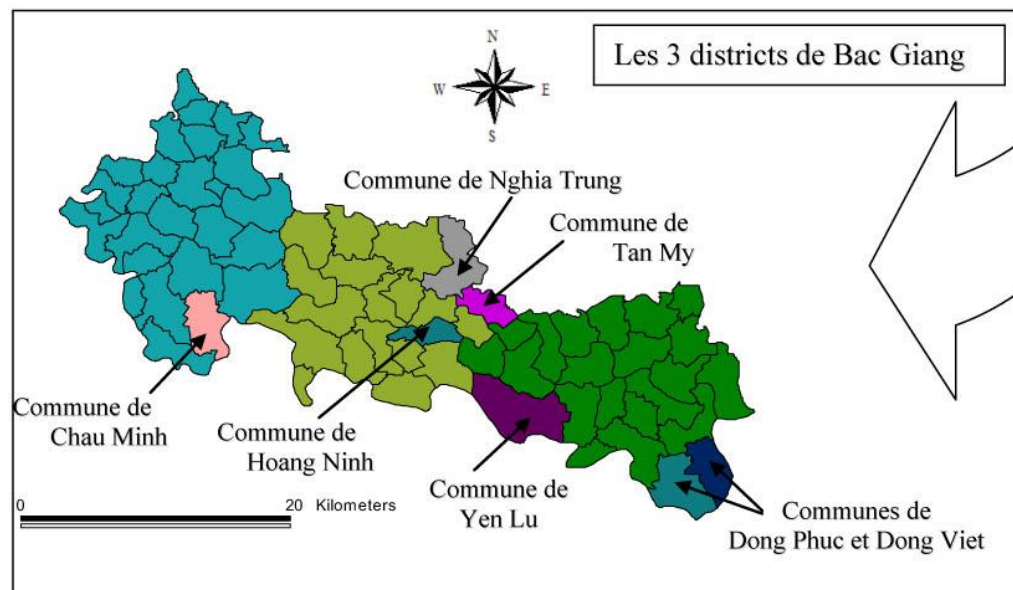 Les 3 districts de Bac Giang
N
W E
S
Commune de Nghia Trung
Commune de
Tan My
Commune de
Chau Minh
Commune de
Hoang Ninh
Commune de
Yen Lu
Communes de
Dong Phuc et Dong Viet
0 20 Kilometers